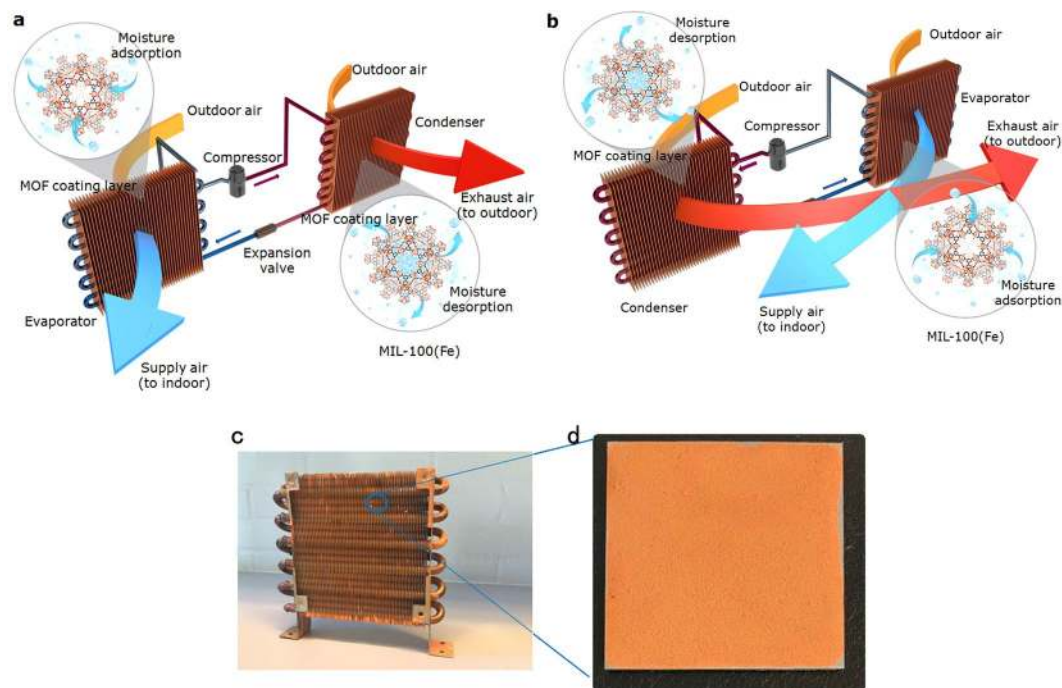 a
Moisture
adsorption
Outdoor air
Outdoor air
Condenser
Compressor
MOF coating layer
MOF coating layer
Exhaust air
(to outdoor)
Expansion
valve
Evaporator
Moisture
desorption
Supply air
(to indoor)
MIL-100(Fe)
b
Moisture
desorption
Outdoor air
Outdoor air
Evaporator
Compressor
Exhaust air
(to outdoor)
MOF coating layer
Condenser
Supply air
(to indoor)
Moisture
adsorption
MIL-100(Fe)
c
d